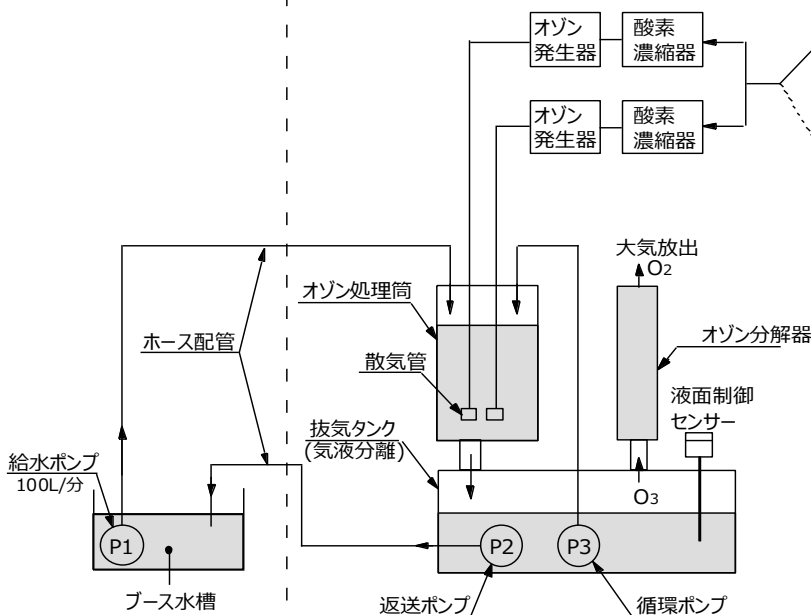 オゾン
発生器
酸素
濃縮器
オゾン
発生器
酸素
濃縮器
大気放出
O2
オゾン処理筒
オゾン分解器
ホース配管
散気管
液面制御
センサー
抜気タンク
(気液分離)
給水ポンプ
100L/分
O3
P1
P2
P3
ブース水槽
返送ポンプ
循環ポンプ